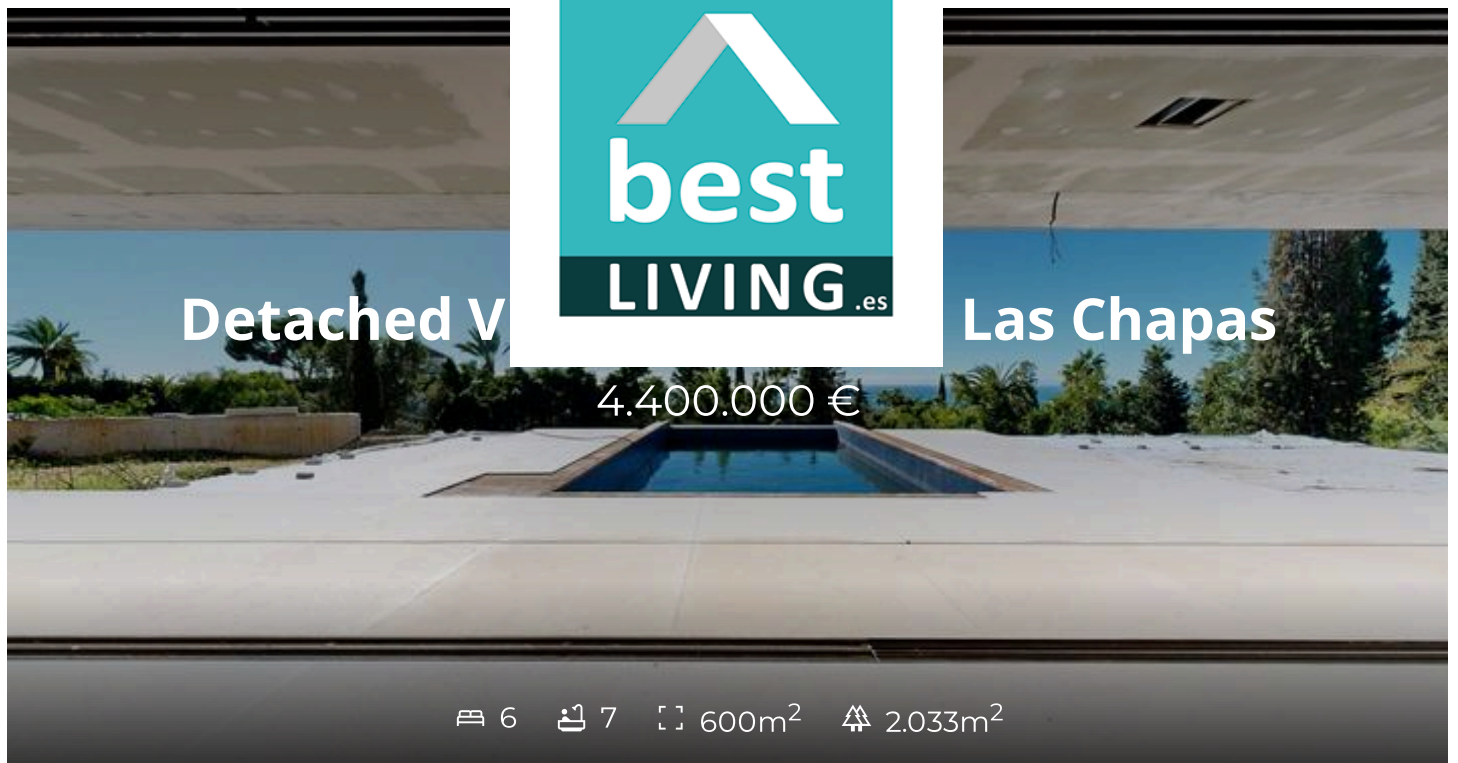 best
LIVING.es
Detached V Las Chapas
4.400.000 €
6 7 600m² 2.033m²